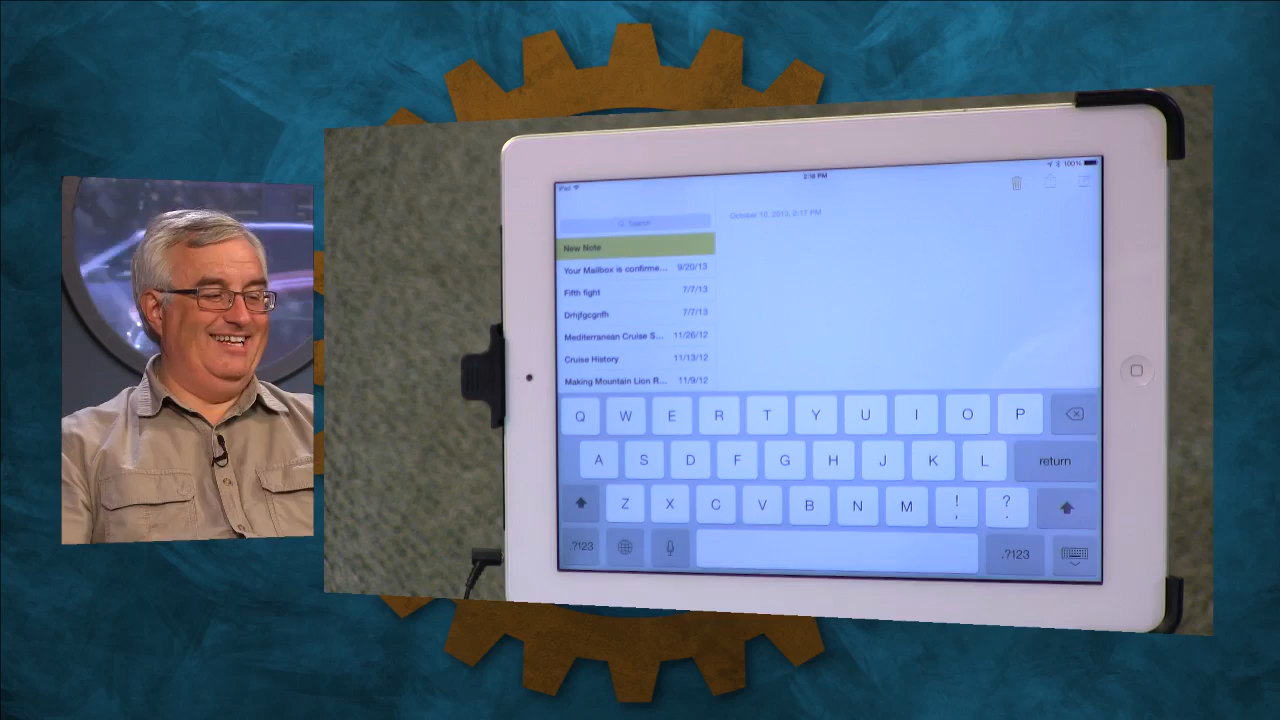 iPad
2:18 PM
100%
Search
October 10, 2013, 2:17 PM
New Note
Your Mailbox is confirme... 9/20/13
Fifth fight 7/7/13
Drhjfgcgnfh 7/7/13
Mediterranean Cruise S... 11/26/12
Cruise History 11/13/12
Making Mountain Lion R... 11/9/12
Q W E R T Y U I O P
A S D F G H J K L return
Z X C V B N M ! , ? .
.?123 .?123